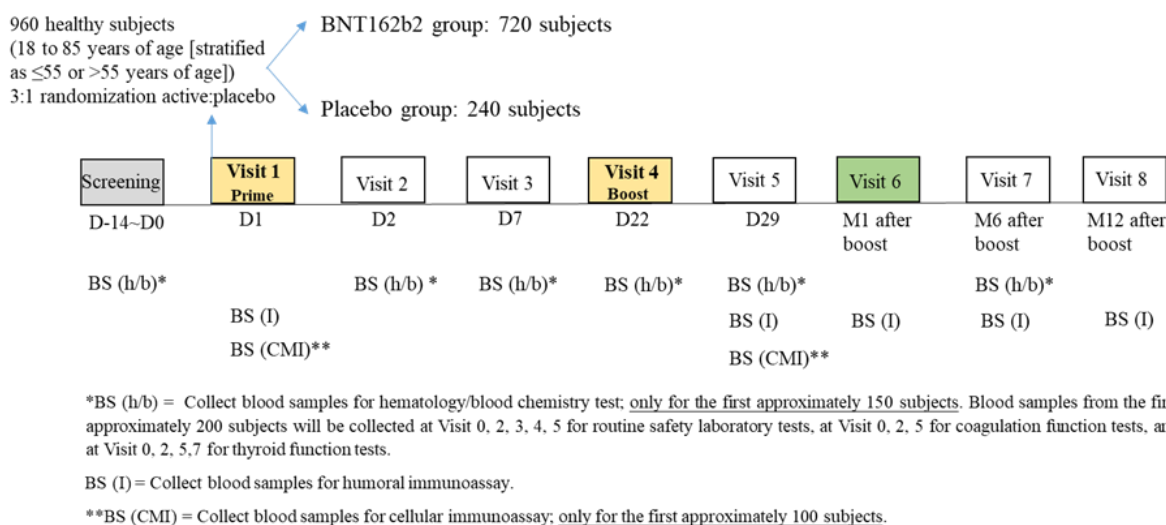 960 healthy subjects
(18 to 85 years of age [stratified
as ≤55 or >55 years of age])
3:1 randomization active:placebo
BNT162b2 group: 720 subjects
Placebo group: 240 subjects
Screening
Visit 1
Prime
Visit 2
Visit 3
Visit 4
Boost
Visit 5
Visit 6
Visit 7
Visit 8
D-14~D0
D1
D2
D7
D22
D29
M1 after
boost
M6 after
boost
M12 after
boost
BS (h/b)*
BS (h/b) *
BS (h/b)*
BS (h/b)*
BS (h/b)*
BS (h/b)*
BS (I)
BS (I)
BS (I)
BS (I)
BS (I)
BS (CMI)**
BS (CMI)**
*BS (h/b) = Collect blood samples for hematology/blood chemistry test; only for the first approximately 150 subjects. Blood samples from the
approximately 200 subjects will be collected at Visit 0, 2, 3, 4, 5 for routine safety laboratory tests, at Visit 0, 2, 5 for coagulation function tests,
at Visit 0, 2, 5,7 for thyroid function tests.
BS (I) = Collect blood samples for humoral immunoassay.
**BS (CMI) = Collect blood samples for cellular immunoassay; only for the first approximately 100 subjects.